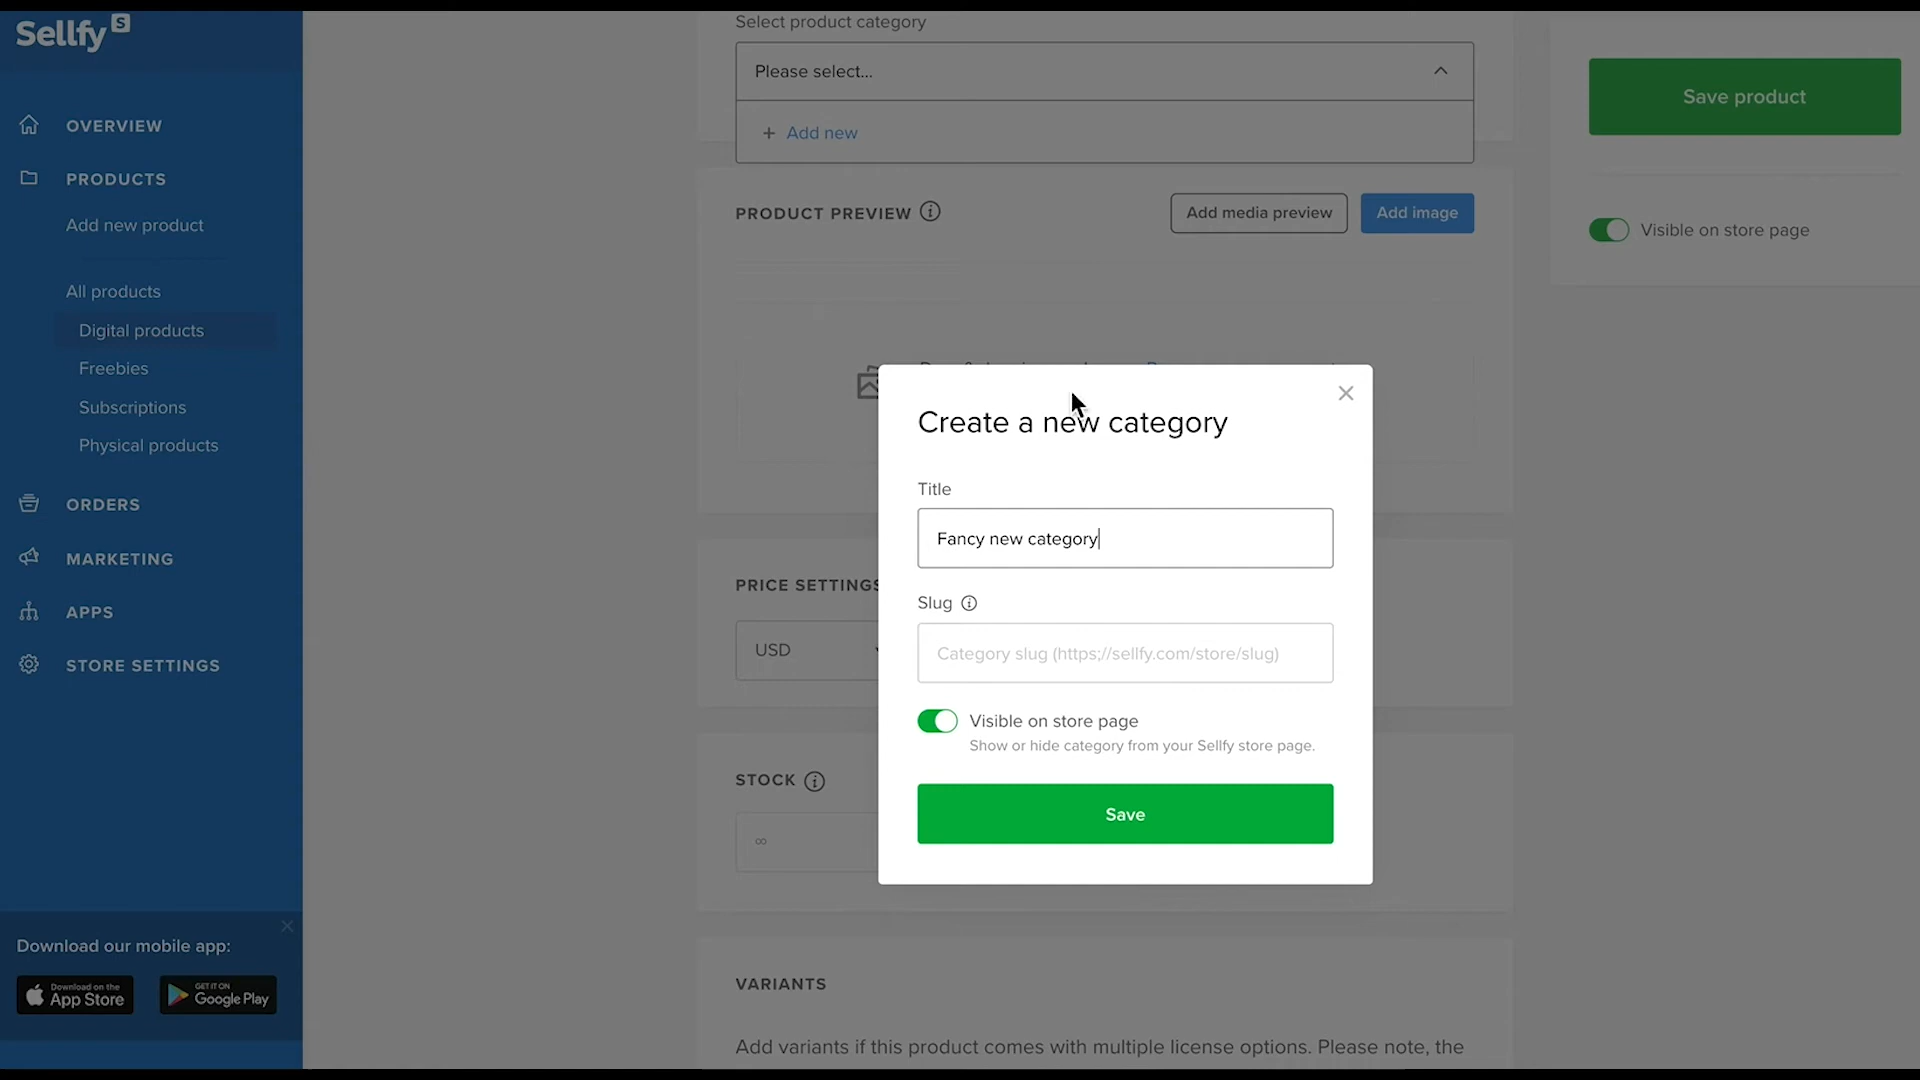 Sellfy S
OVERVIEW
PRODUCTS
Add new product
All products
Digital products
Freebies
Subscriptions
Physical products
ORDERS
MARKETING
APPS
STORE SETTINGS
Download our mobile app:
Download on the
App Store
GET IT ON
Google Play
Select product category
Please select...
+ Add new
PRODUCT PREVIEW
Add media preview
Add image
PRICE SETTINGS
USD
STOCK
∞
VARIANTS
Add variants if this product comes with multiple license options. Please note, the
Save product
Visible on store page
Create a new category
Title
Fancy new category
Slug
Category slug (https;//sellfy.com/store/slug)
Visible on store page
Show or hide category from your Sellfy store page.
Save